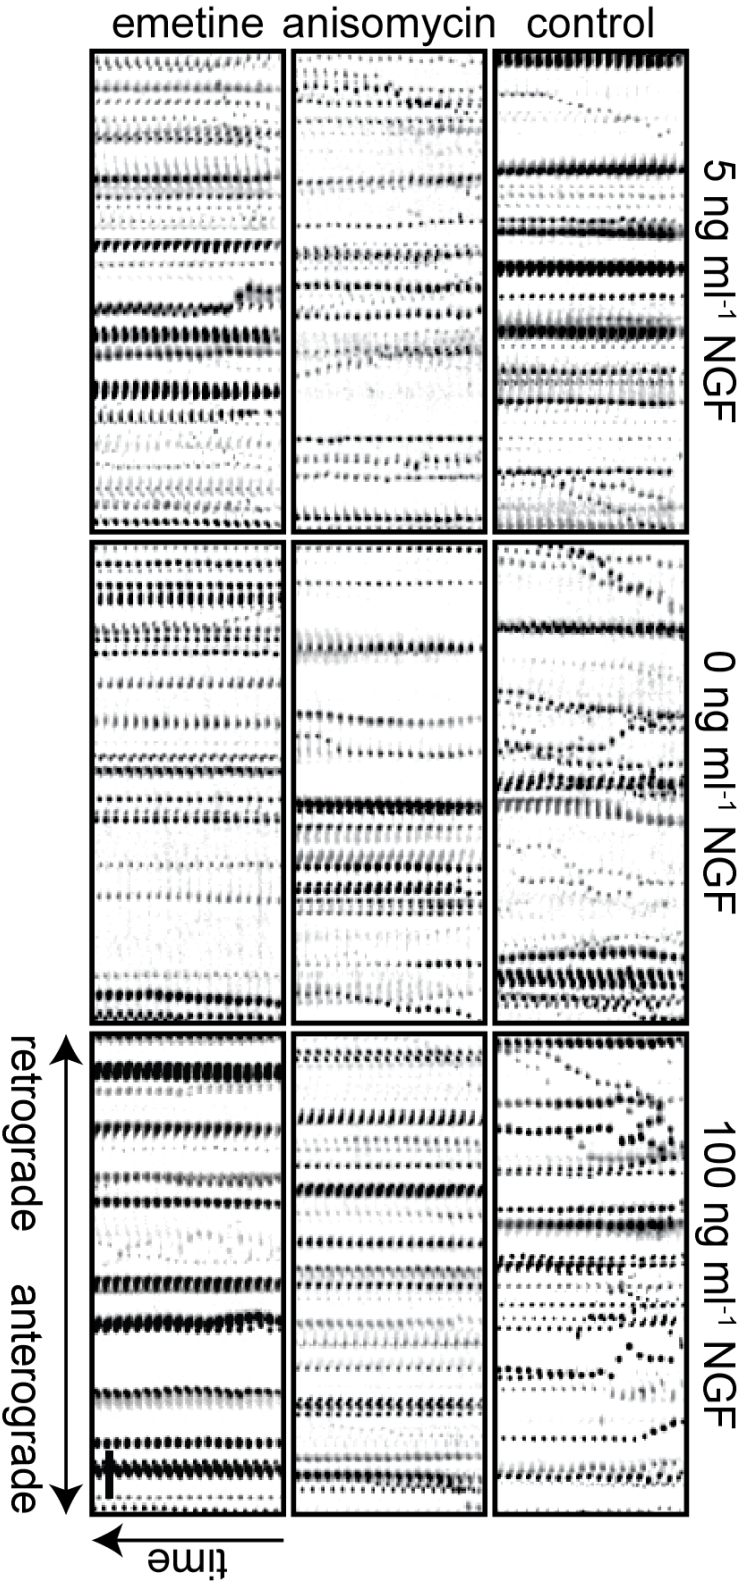 emetine anisomycin control
5 ng ml⁻¹ NGF
0 ng ml⁻¹ NGF
100 ng ml⁻¹ NGF
retrograde anterograde
time